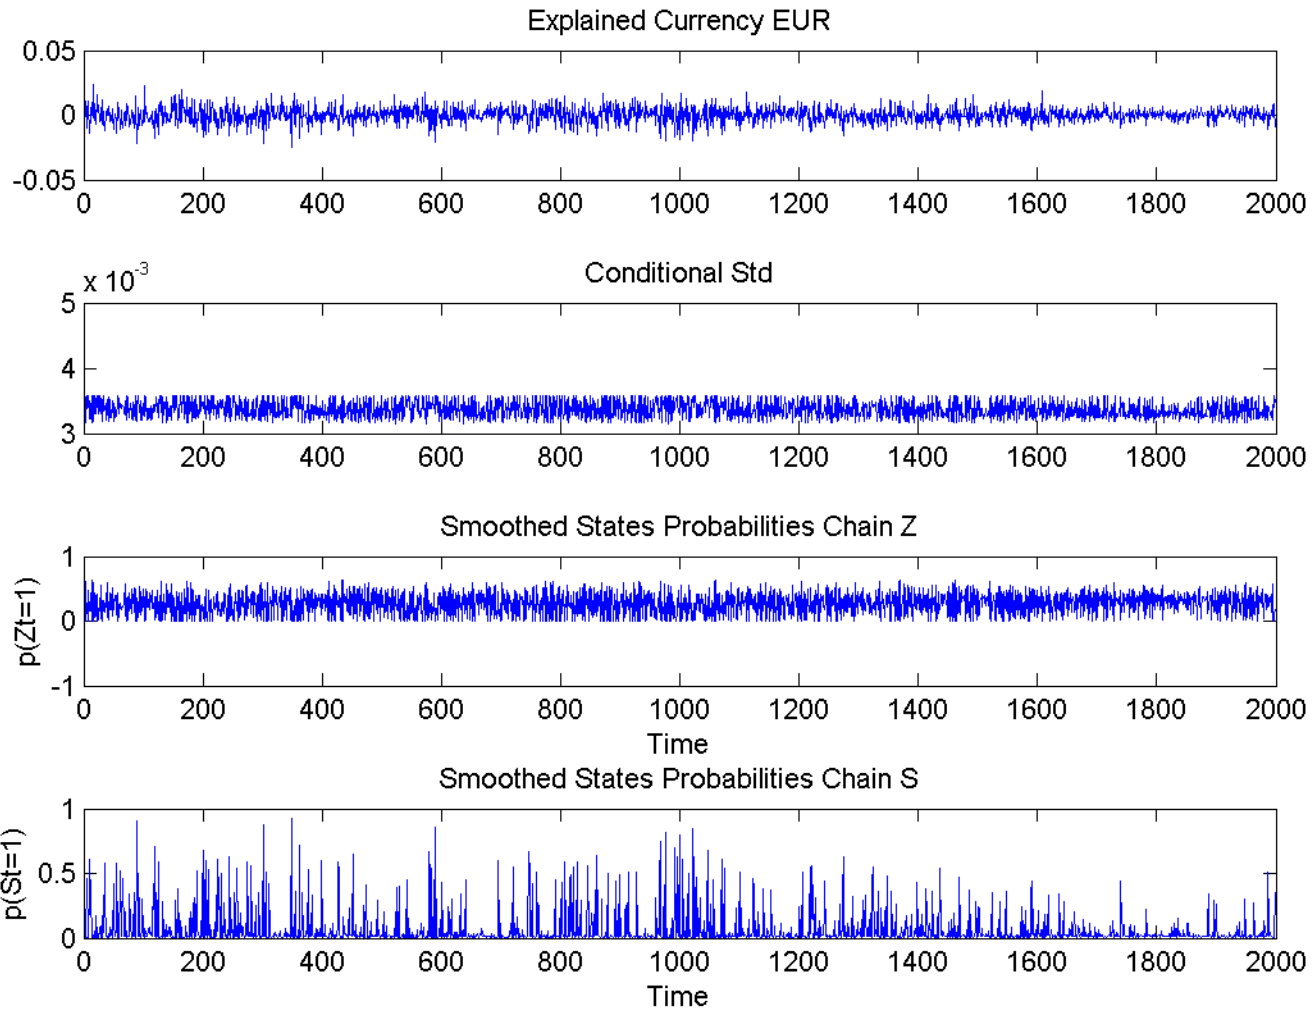 Explained Currency EUR
0.05
0
-0.05
0 200 400 600 800 1000 1200 1400 1600 1800 2000
x 10-3
Conditional Std
5
4
3
0 200 400 600 800 1000 1200 1400 1600 1800 2000
Smoothed States Probabilities Chain Z
p(Zt=1)
1
0
-1
0 200 400 600 800 1000 1200 1400 1600 1800 2000
Time
Smoothed States Probabilities Chain S
p(St=1)
1
0.5
0
0 200 400 600 800 1000 1200 1400 1600 1800 2000
Time